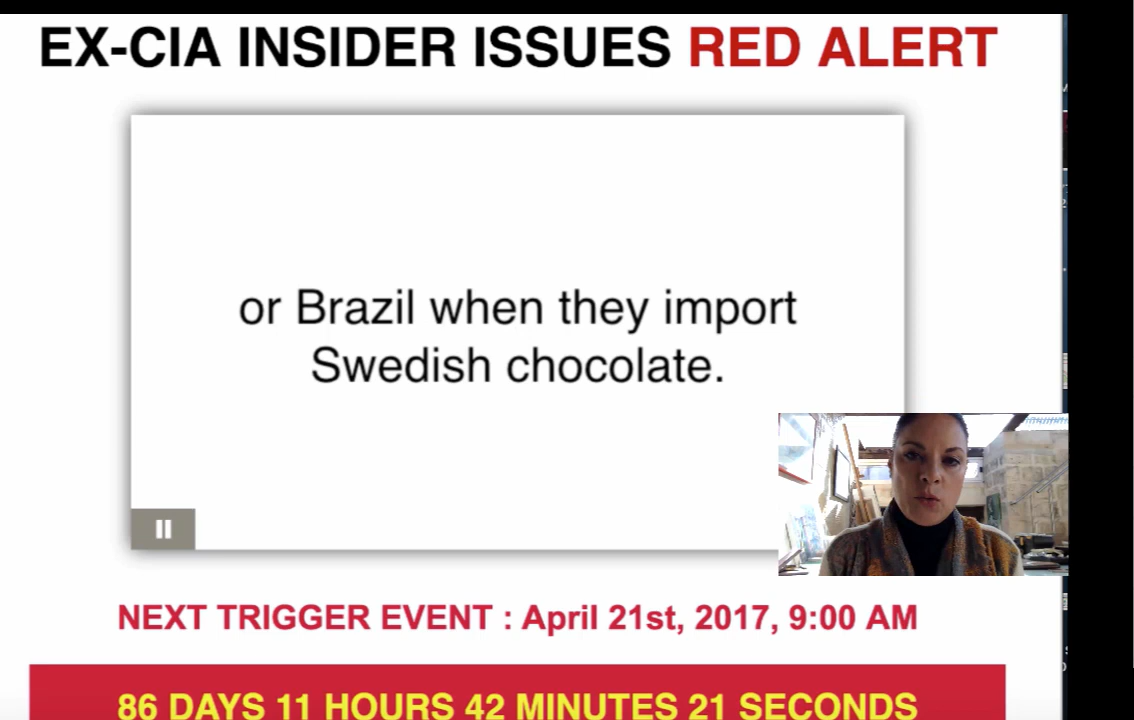 EX-CIA INSIDER ISSUES RED ALERT
or Brazil when they import
Swedish chocolate.
NEXT TRIGGER EVENT : April 21st, 2017, 9:00 AM
86 DAYS 11 HOURS 42 MINUTES 21 SECONDS